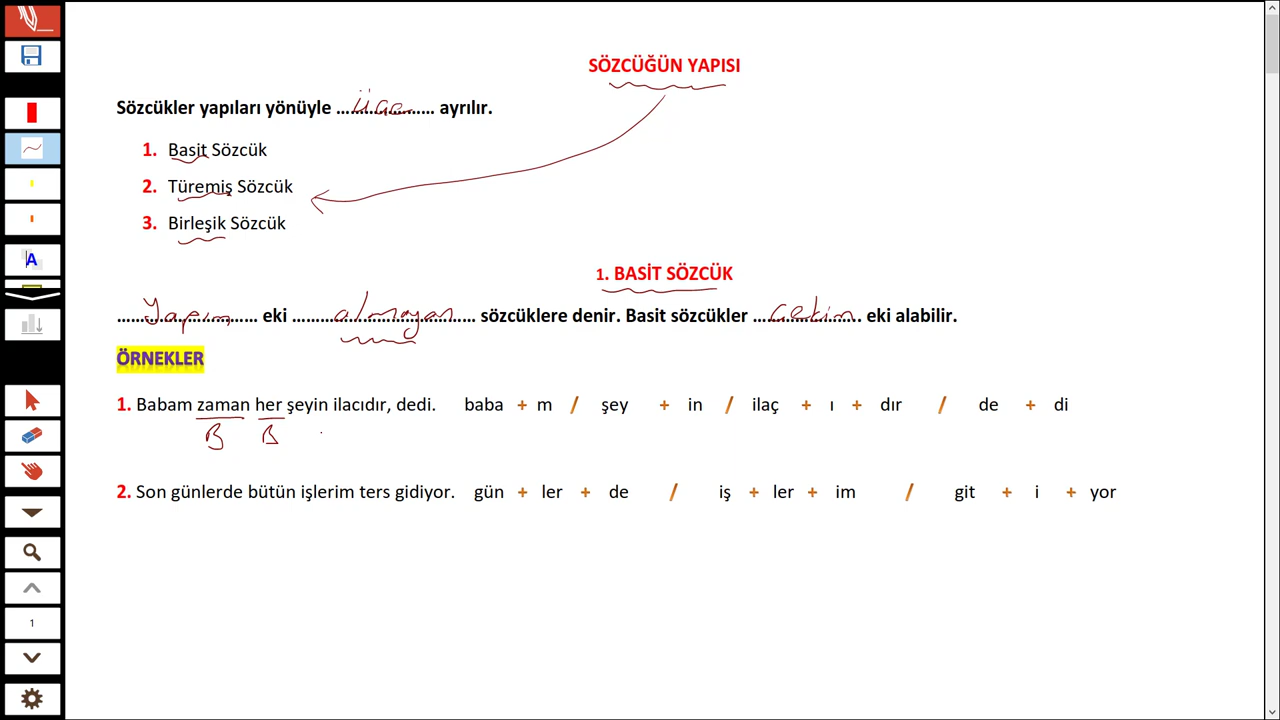 SÖZCÜĞÜN YAPISI
Sözcükler yapıları yönüyle ...üçe... ayrılır.
1. Basit Sözcük
2. Türemiş Sözcük
3. Birleşik Sözcük
1. BASİT SÖZCÜK
...Yapım... eki ...almayan... sözcüklere denir. Basit sözcükler ...çekim... eki alabilir.
ÖRNEKLER
1. Babam zaman her şeyin ilacıdır, dedi. baba + m / şey + in / ilaç + ı + dır / de + di
B B
2. Son günlerde bütün işlerim ters gidiyor. gün + ler + de / iş + ler + im / git + i + yor
A
1